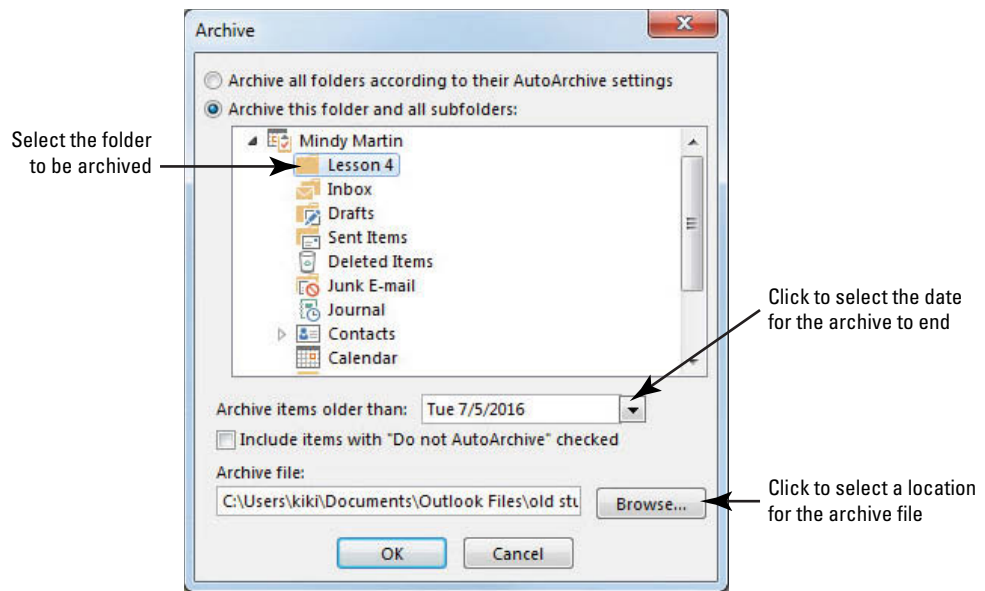 Archive
Archive all folders according to their AutoArchive settings
Archive this folder and all subfolders:
Select the folder
to be archived
Mindy Martin
Lesson 4
Inbox
Drafts
Sent Items
Deleted Items
Junk E-mail
Journal
Contacts
Calendar
Click to select the date
for the archive to end
Archive items older than: Tue 7/5/2016
Include items with "Do not AutoArchive" checked
Archive file:
C:\Users\kiki\Documents\Outlook Files\old stu
Browse...
Click to select a location
for the archive file
OK Cancel